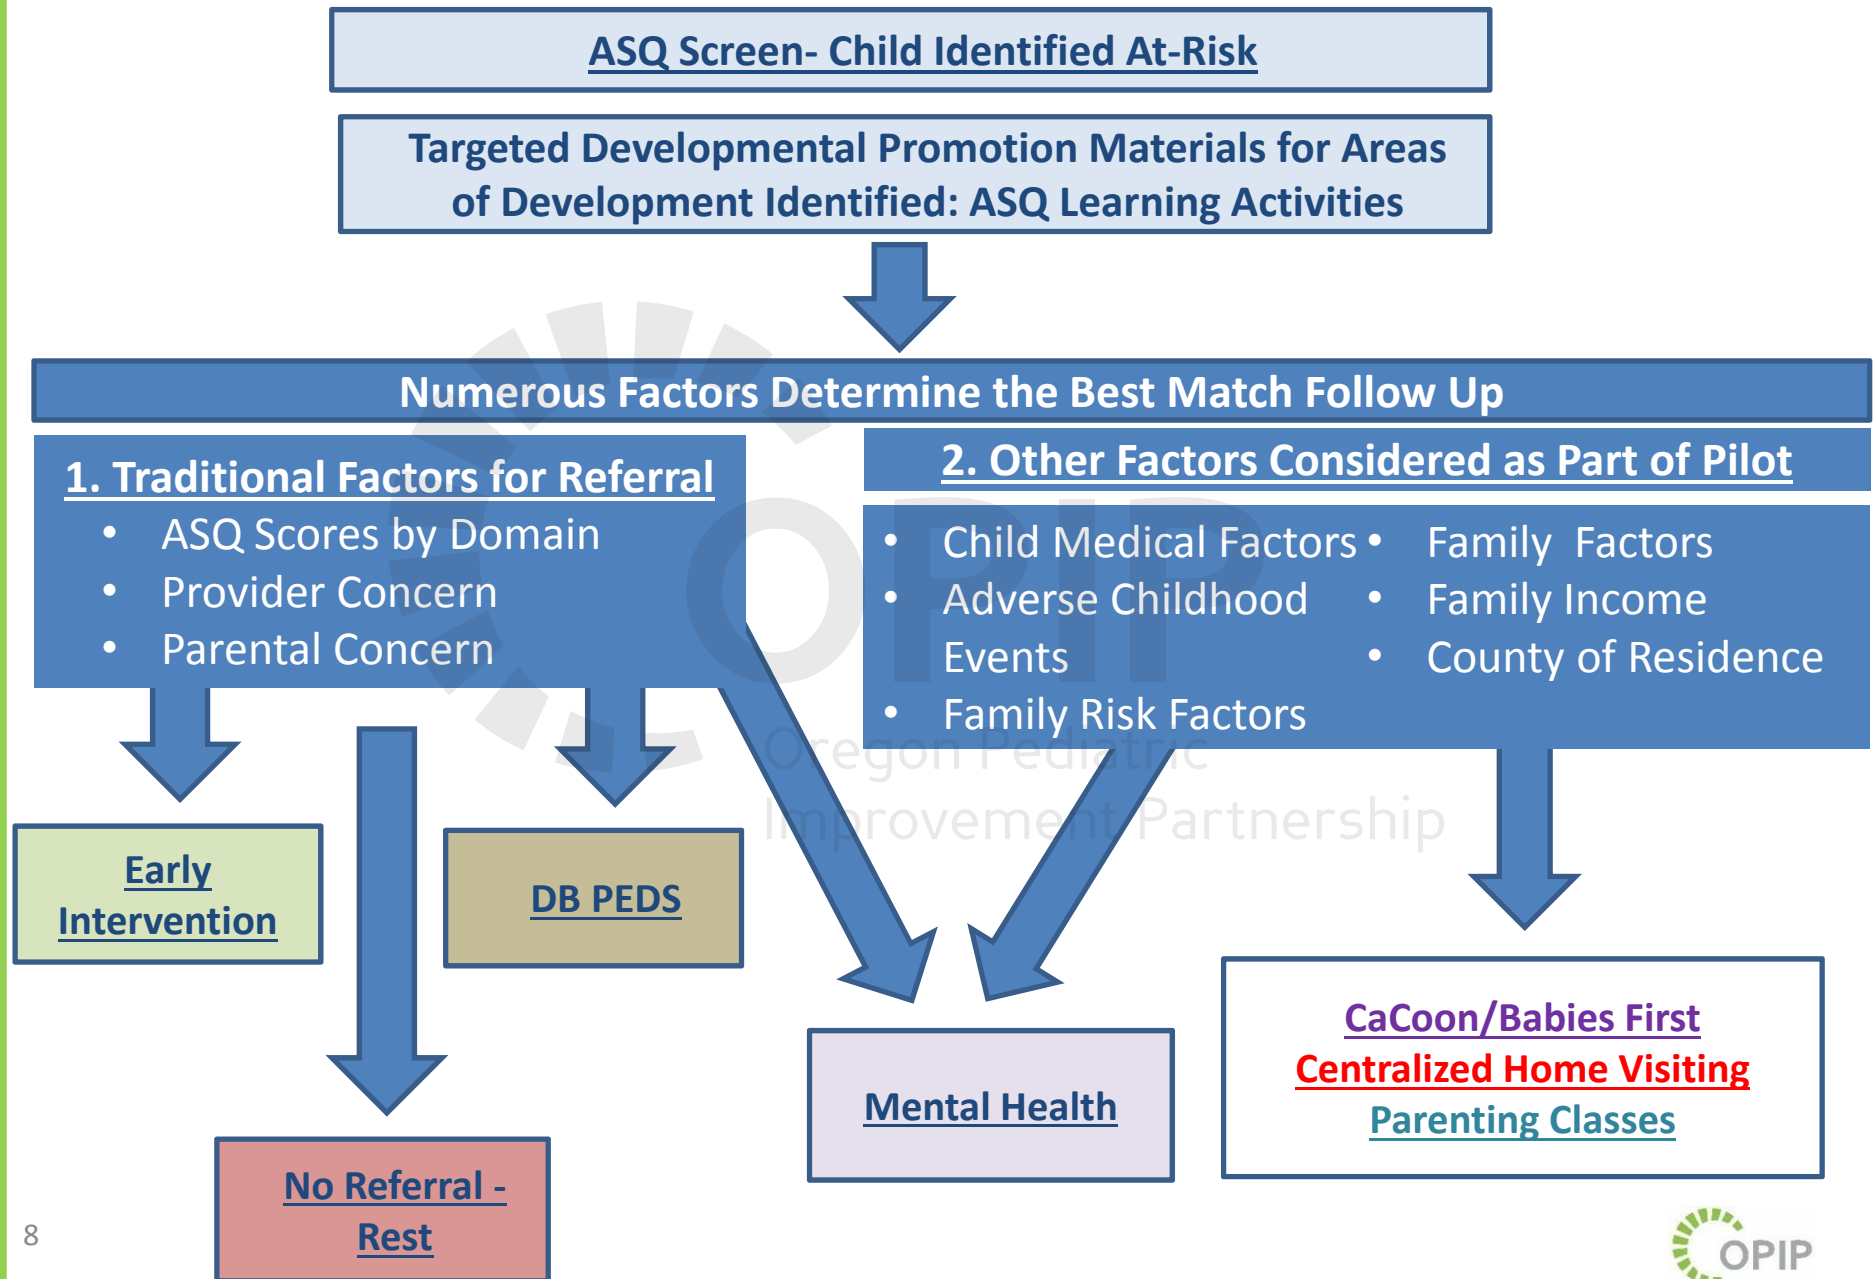 ASQ Screen- Child Identified At-Risk
Targeted Developmental Promotion Materials for Areas
of Development Identified: ASQ Learning Activities
Numerous Factors Determine the Best Match Follow Up
1. Traditional Factors for Referral
• ASQ Scores by Domain
• Provider Concern
• Parental Concern
2. Other Factors Considered as Part of Pilot
• Child Medical Factors
• Adverse Childhood
Events
• Family Risk Factors
• Family Factors
• Family Income
• County of Residence
OPIP
Oregon Pediatric
Improvement Partnership
Early
Intervention
DB PEDS
Mental Health
CaCoon/Babies First
Centralized Home Visiting
Parenting Classes
No Referral -
Rest
8
OPIP